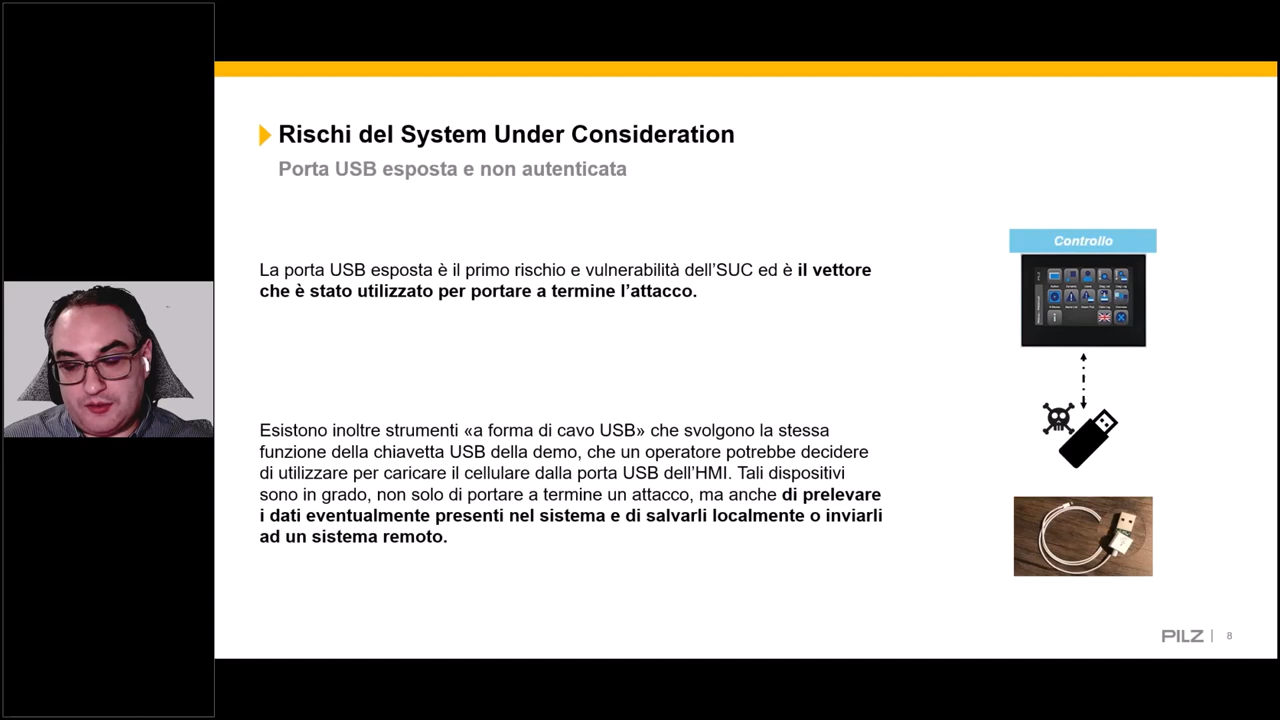 Rischi del System Under Consideration
Porta USB esposta e non autenticata
La porta USB esposta è il primo rischio e vulnerabilità dell'SUC ed è il vettore
che è stato utilizzato per portare a termine l'attacco.
Controllo
Esistono inoltre strumenti «a forma di cavo USB» che svolgono la stessa
funzione della chiavetta USB della demo, che un operatore potrebbe decidere
di utilizzare per caricare il cellulare dalla porta USB dell'HMI. Tali dispositivi
sono in grado, non solo di portare a termine un attacco, ma anche di prelevare
i dati eventualmente presenti nel sistema e di salvarli localmente o inviarli
ad un sistema remoto.
PILZ | 8